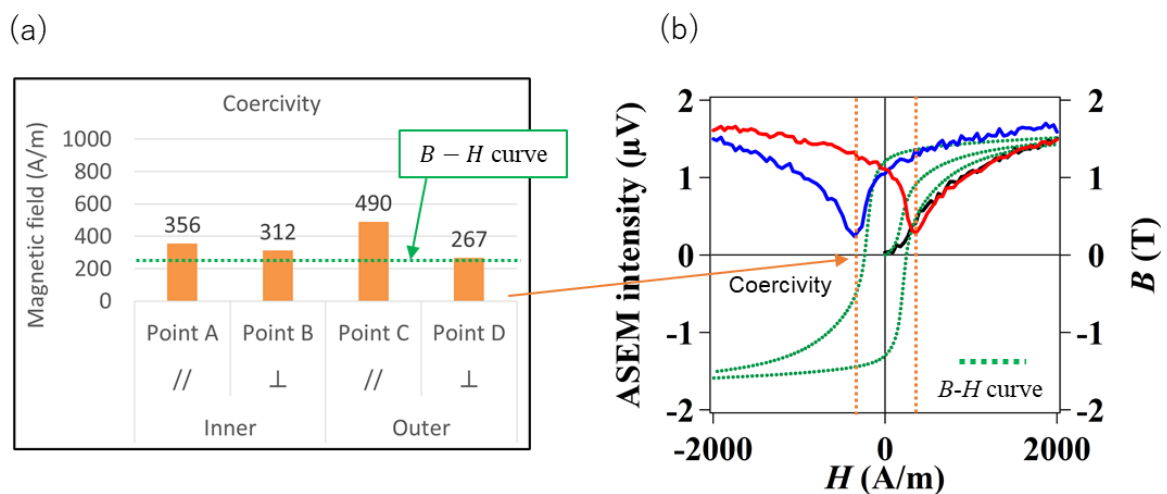 (a)
Coercivity
Magnetic field (A/m)
1000
800
600
400
200
0
B – H curve
356
312
490
267
Point A
Point B
Point C
Point D
//
⊥
//
⊥
Inner
Outer
(b)
ASEM intensity (μV)
2
1
0
-1
-2
Coercivity
B-H curve
2
1
0
-1
-2
B (T)
-2000
0
2000
H (A/m)